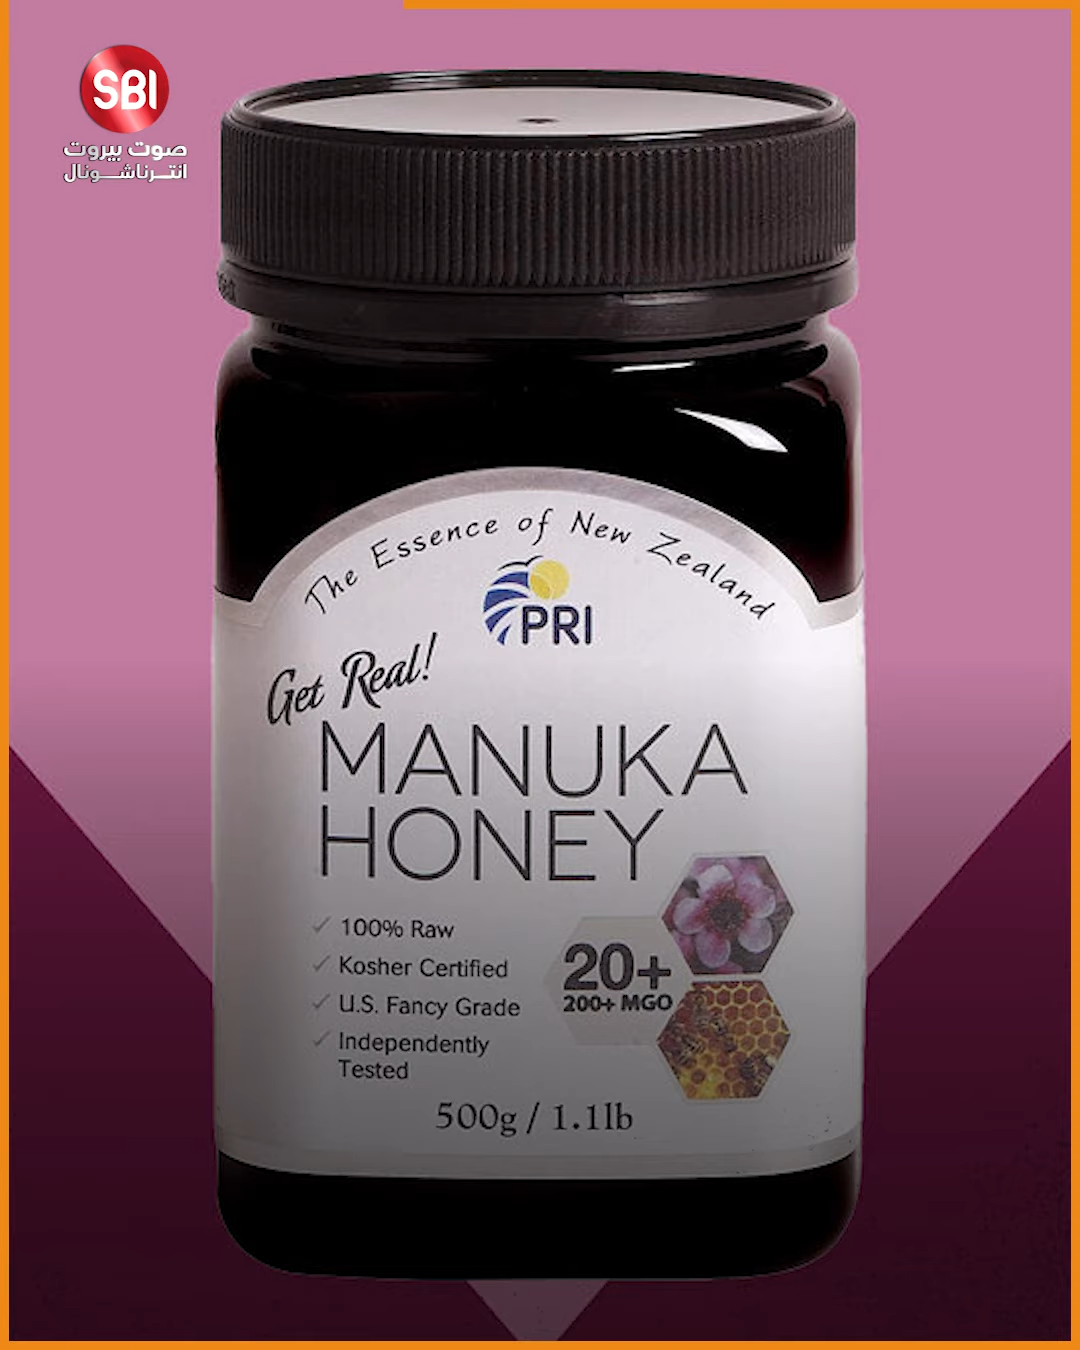 SBI
صوت بيروت
انترناشونال
The Essence of New Zealand
PRI
Get Real!
MANUKA
HONEY
✓ 100% Raw
✓ Kosher Certified
✓ U.S. Fancy Grade
✓ Independently
Tested
20+
200+ MGO
500g / 1.1lb